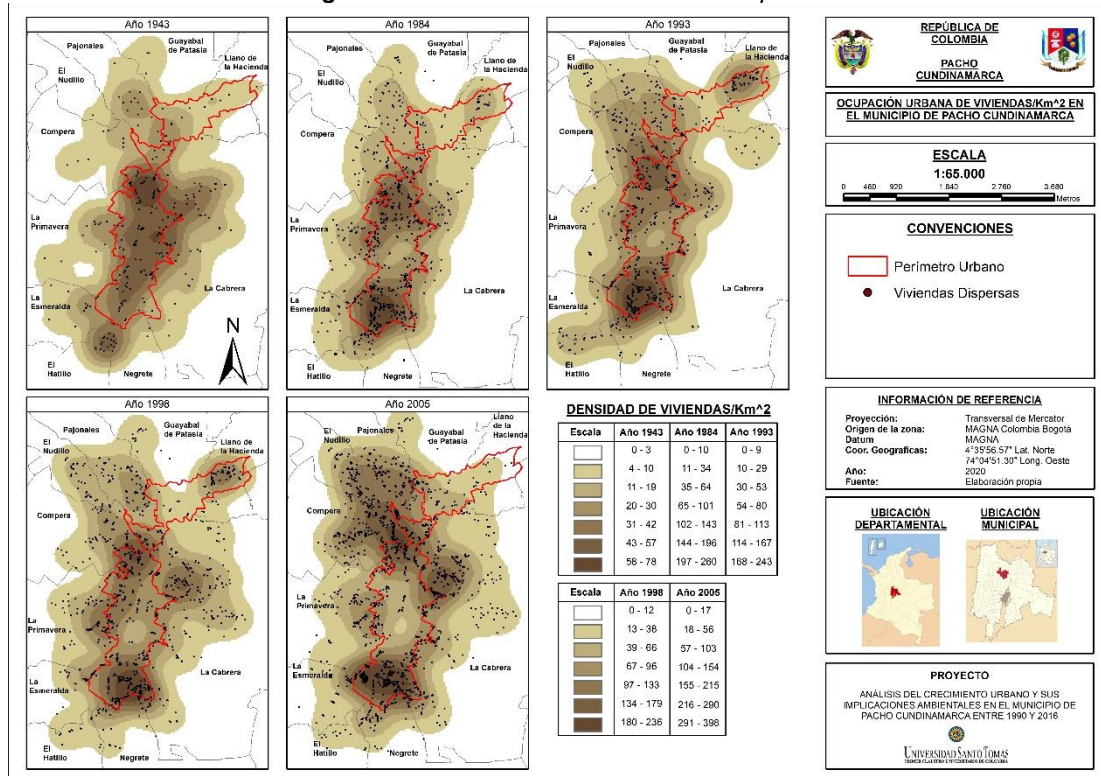 Año 1943
Pajonales
Guayabal
de Patasia
Llano de
la Hacienda
El
Nudillo
Compera
La
Primavera
La
Esmeralda
La Cabrera
El
Hatillo
Negrete
N
Año 1984
Pajonales
Guayabal
de Patasia
Llano de
la Hacienda
El
Nudillo
Compera
La
Primavera
La
Esmeralda
La Cabrera
El
Hatillo
Negrete
Año 1993
Pajonales
Guayabal
de Patasia
Llano de
la Hacienda
El
Nudillo
Compera
La
Primavera
La
Esmeralda
La Cabrera
El
Hatillo
Negrete
Año 1998
Pajonales
Guayabal
de Patasia
Llano de
la Hacienda
El
Nudillo
Compera
La
Primavera
La
Esmeralda
La Cabrera
El
Hatillo
Negrete
Año 2005
El
Nudillo
Pajonales
Guayabal
de Patasia
Llano
de la
Hacienda
Compera
La
Primavera
La
Esmeralda
La Cabrera
El
Hatillo
Negrete
DENSIDAD DE VIVIENDAS/Km^2
Escala Año 1943 Año 1984 Año 1993
0 - 3 0 - 10 0 - 9
4 - 10 11 - 34 10 - 29
11 - 19 35 - 64 30 - 53
20 - 30 65 - 101 54 - 80
31 - 42 102 - 143 81 - 113
43 - 57 144 - 196 114 - 167
58 - 78 197 - 260 168 - 243
Escala Año 1998 Año 2005
0 - 12 0 - 17
13 - 38 18 - 56
39 - 66 57 - 103
67 - 96 104 - 154
97 - 133 155 - 215
134 - 179 216 - 290
180 - 236 291 - 398
REPÚBLICA DE
COLOMBIA
PACHO
CUNDINAMARCA
OCUPACIÓN URBANA DE VIVIENDAS/Km^2 EN
EL MUNICIPIO DE PACHO CUNDINAMARCA
ESCALA
1:65.000
0 460 920 1.840 2.760 3.680
Metros
CONVENCIONES
Perímetro Urbano
Viviendas Dispersas
INFORMACIÓN DE REFERENCIA
Proyección: Transversal de Mercator
Origen de la zona: MAGNA Colombia Bogotá
Datum MAGNA
Coor. Geograficas: 4°35'56.57" Lat. Norte
74°04'51.30" Long. Oeste
Año: 2020
Fuente: Elaboración propia
UBICACIÓN
DEPARTAMENTAL
UBICACIÓN
MUNICIPAL
PROYECTO
ANÁLISIS DEL CRECIMIENTO URBANO Y SUS
IMPLICACIONES AMBIENTALES EN EL MUNICIPIO DE
PACHO CUNDINAMARCA ENTRE 1990 Y 2016
UNIVERSIDAD SANTO TOMAS
PRIMER CLAUSTRO UNIVERSITARIO DE COLOMBIA